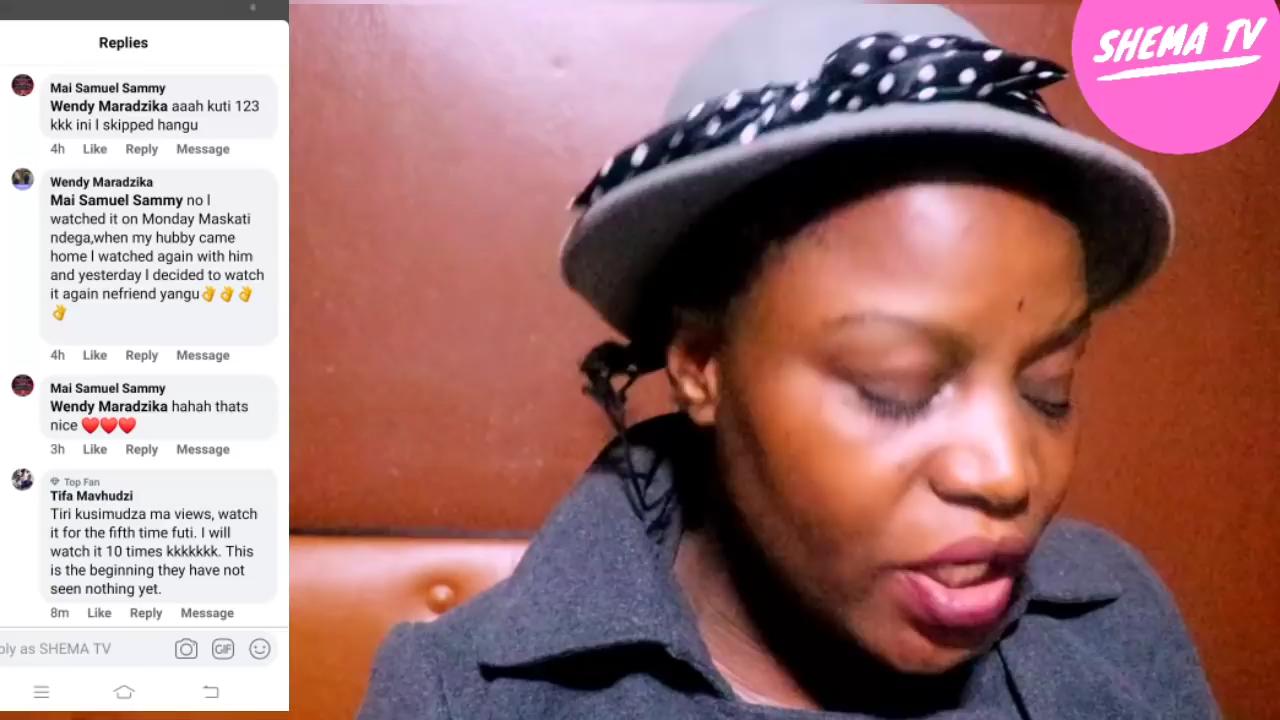 Replies
Mai Samuel Sammy
Wendy Maradzika aaah kuti 123
kkk ini I skipped hangu
4h Like Reply Message
Wendy Maradzika
Mai Samuel Sammy no I
watched it on Monday Maskati
ndega,when my hubby came
home I watched again with him
and yesterday I decided to watch
it again nefriend yangu👌👌👌
👌
4h Like Reply Message
Mai Samuel Sammy
Wendy Maradzika hahah thats
nice ❤️❤️❤️
3h Like Reply Message
Top Fan
Tifa Mavhudzi
Tiri kusimudza ma views, watch
it for the fifth time futi. I will
watch it 10 times kkkkkkk. This
is the beginning they have not
seen nothing yet.
8m Like Reply Message
ply as SHEMA TV
GIF
SHEMA TV